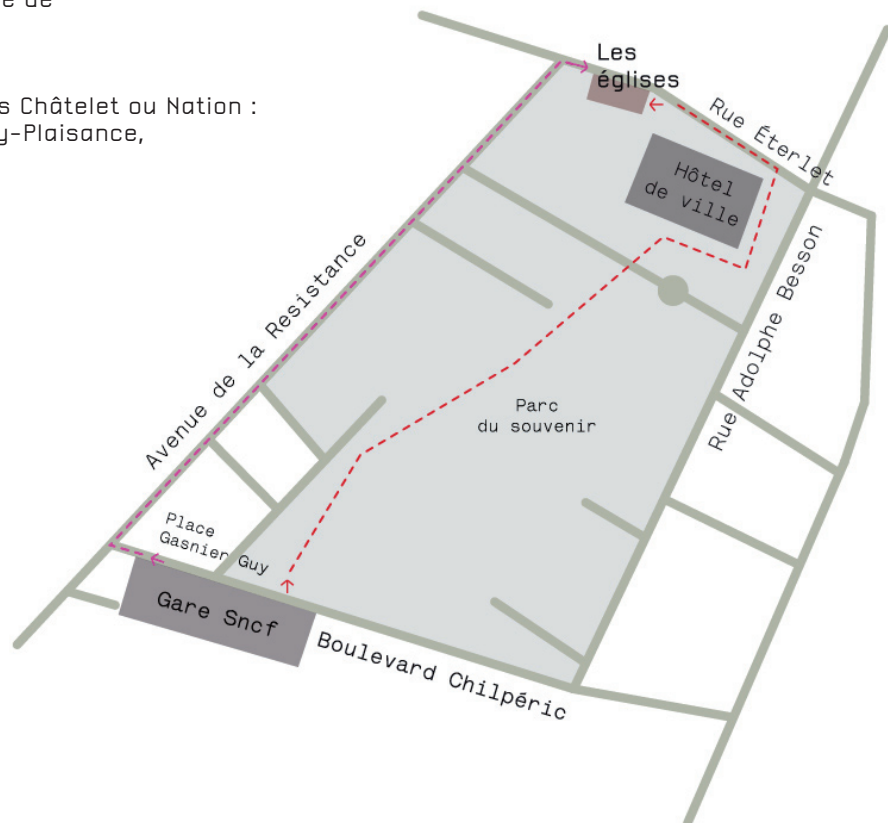 e de
s Châtelet ou Nation :
y-Plaisance,
Les
églises
Rue Éterlet
Hôtel
de ville
Avenue de la Resistance
Rue Adolphe Besson
Parc
du souvenir
Place
Gasnier Guy
Gare Sncf
Boulevard Chilpéric